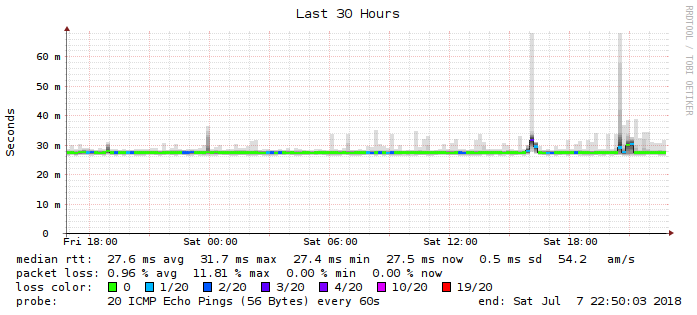 Last 30 Hours
RRDTOOL / TOBI OETIKER
Seconds
60 m
50 m
40 m
30 m
20 m
10 m
0
Fri 18:00 Sat 00:00 Sat 06:00 Sat 12:00 Sat 18:00
median rtt: 27.6 ms avg 31.7 ms max 27.4 ms min 27.5 ms now 0.5 ms sd 54.2 am/s
packet loss: 0.96 % avg 11.81 % max 0.00 % min 0.00 % now
loss color: 0 1/20 2/20 3/20 4/20 10/20 19/20
probe: 20 ICMP Echo Pings (56 Bytes) every 60s end: Sat Jul 7 22:50:03 2018